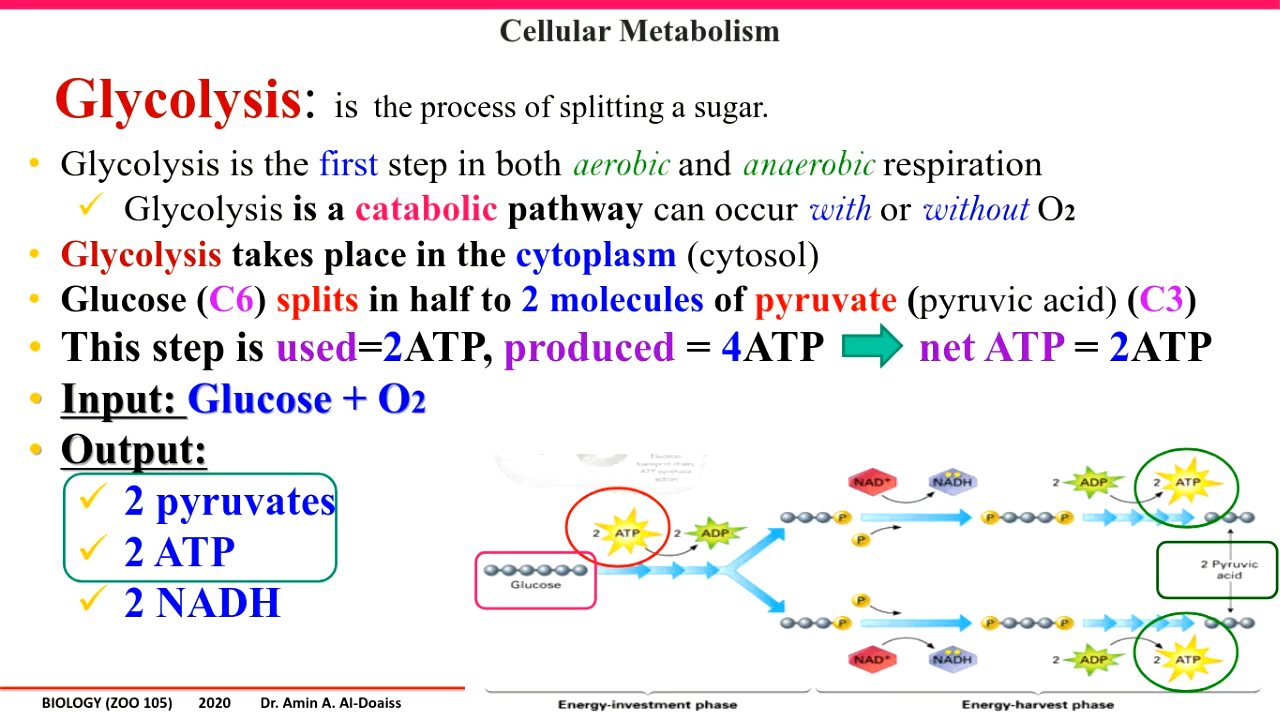 Cellular Metabolism
Glycolysis: is the process of splitting a sugar.
• Glycolysis is the first step in both aerobic and anaerobic respiration
✓ Glycolysis is a catabolic pathway can occur with or without O2
• Glycolysis takes place in the cytoplasm (cytosol)
• Glucose (C6) splits in half to 2 molecules of pyruvate (pyruvic acid) (C3)
• This step is used=2ATP, produced = 4ATP net ATP = 2ATP
• Input: Glucose + O2
• Output:
✓ 2 pyruvates
✓ 2 ATP
✓ 2 NADH
NAD+ NADH 2 ADP 2 ATP
P P P
P
2 ATP 2 ADP
Glucose
2 Pyruvic
acid
P
P P P
NAD+ NADH 2 ADP 2 ATP
Energy-investment phase Energy-harvest phase
BIOLOGY (ZOO 105) 2020 Dr. Amin A. Al-Doaiss